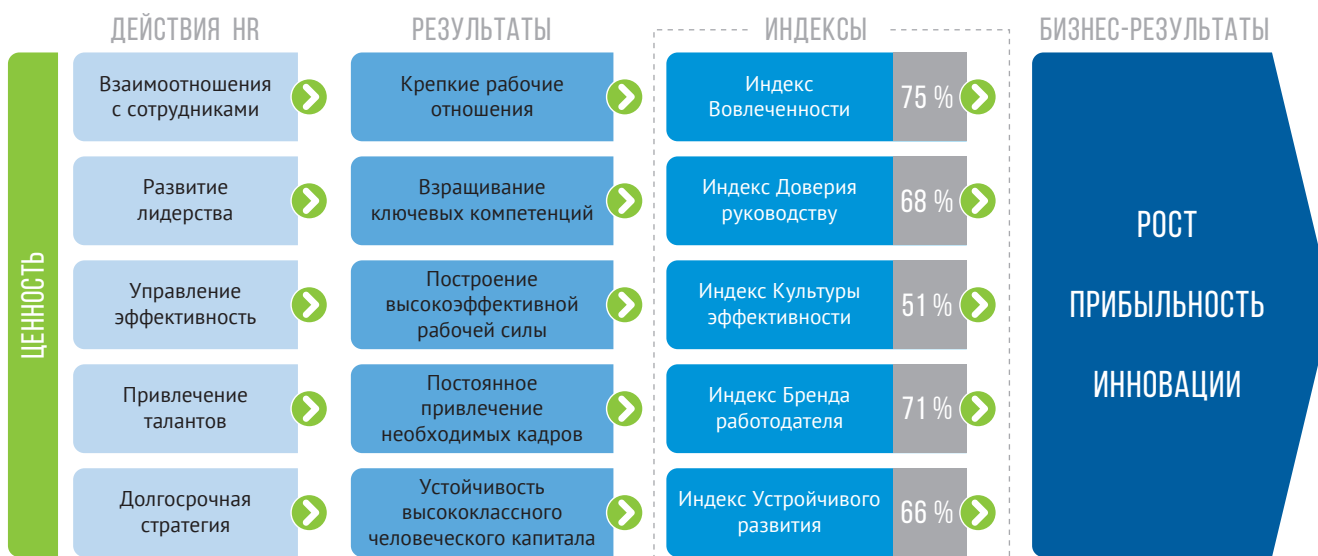 ДЕЙСТВИЯ HR
РЕЗУЛЬТАТЫ
ИНДЕКСЫ
БИЗНЕС-РЕЗУЛЬТАТЫ
ЦЕННОСТЬ
Взаимоотношения
с сотрудниками
Крепкие рабочие
отношения
Индекс
Вовлеченности
75 %
Развитие
лидерства
Взращивание
ключевых компетенций
Индекс Доверия
руководству
68 %
Управление
эффективность
Построение
высокоэффективной
рабочей силы
Индекс Культуры
эффективности
51 %
Привлечение
талантов
Постоянное
привлечение
необходимых кадров
Индекс Бренда
работодателя
71 %
Долгосрочная
стратегия
Устойчивость
высококлассного
человеческого капитала
Индекс Устройчивого
развития
66 %
РОСТ
ПРИБЫЛЬНОСТЬ
ИННОВАЦИИ